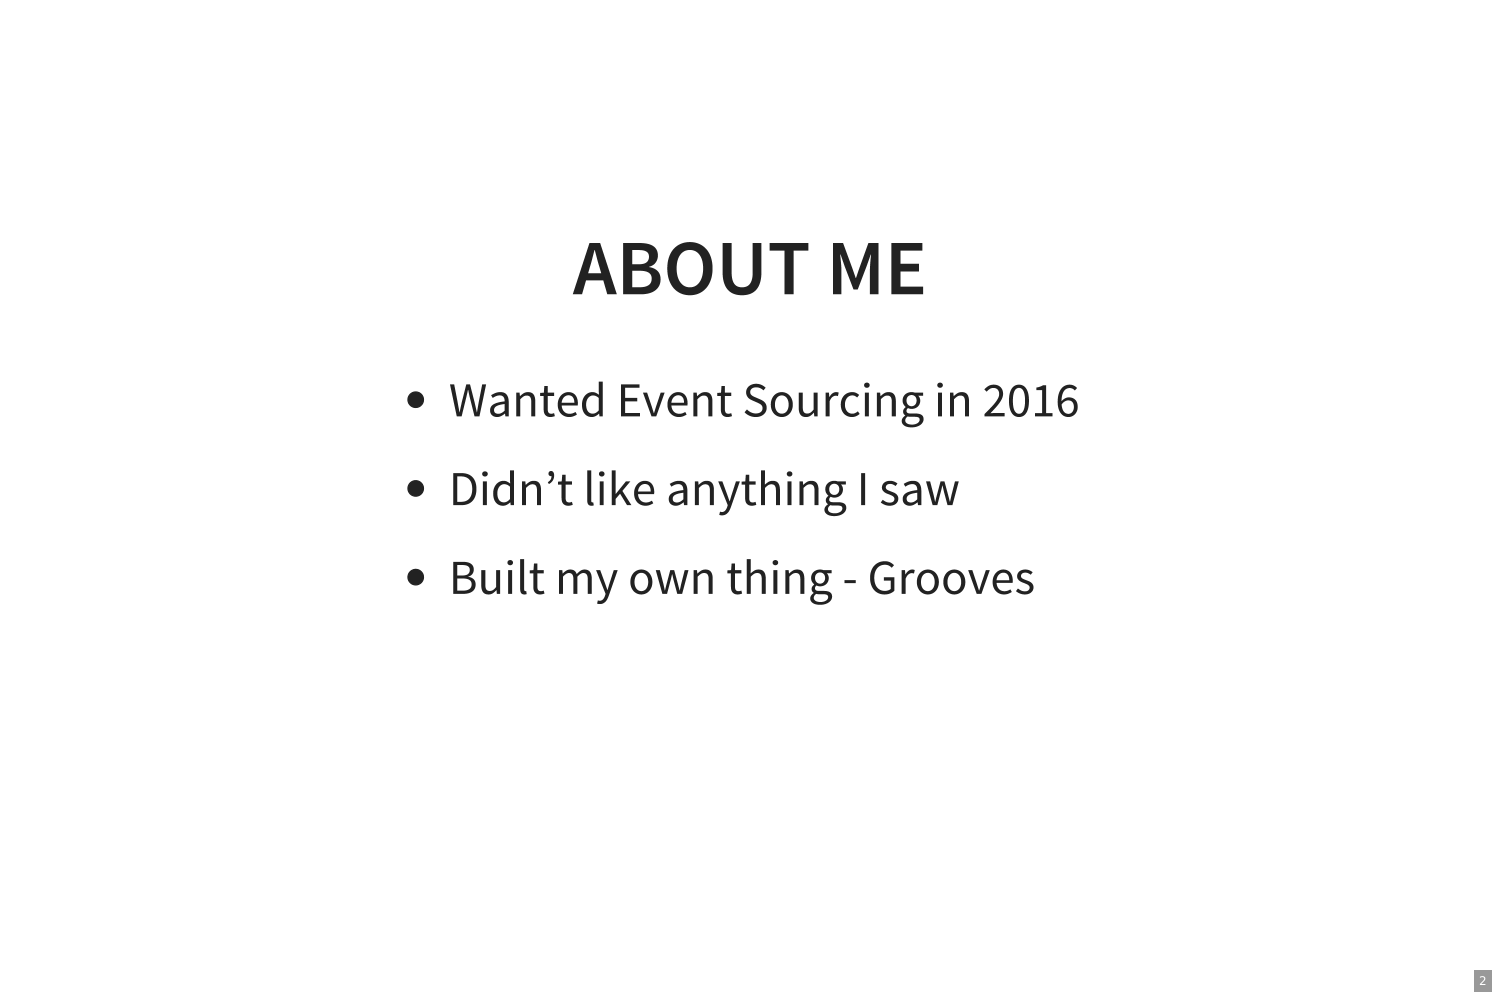 ABOUT ME
• Wanted Event Sourcing in 2016
• Didn’t like anything I saw
• Built my own thing - Grooves
2